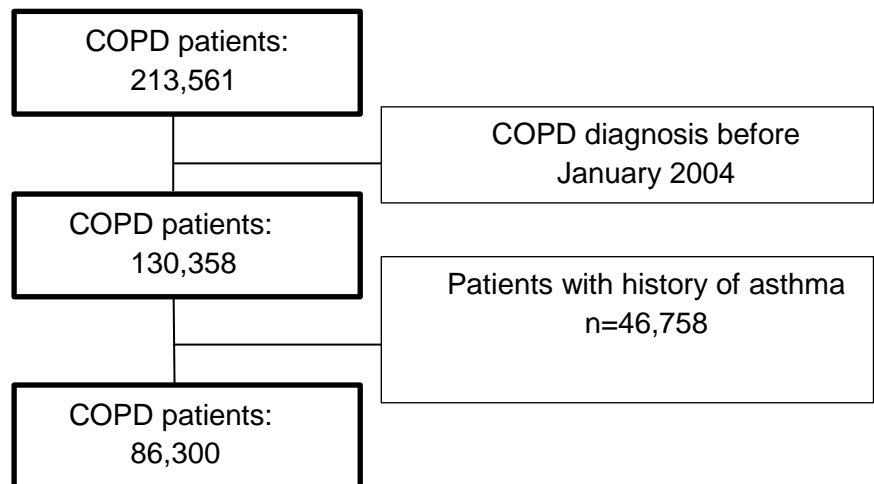 COPD patients:
213,561
COPD diagnosis before
January 2004
COPD patients:
130,358
Patients with history of asthma
n=46,758
COPD patients:
86,300